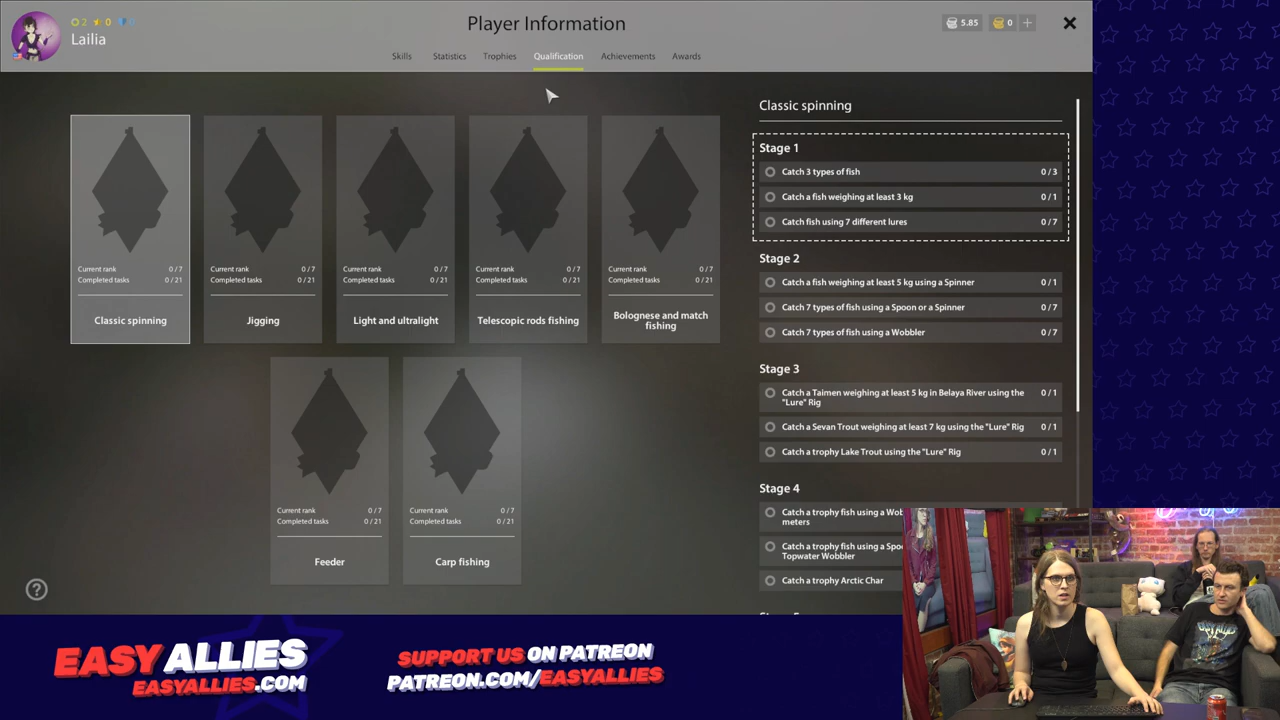 2 0 0
Lailia
Player Information
5.85 0 +
Skills Statistics Trophies Qualification Achievements Awards
Current rank 0 / 7
Completed tasks 0 / 21
Classic spinning
Current rank 0 / 7
Completed tasks 0 / 21
Jigging
Current rank 0 / 7
Completed tasks 0 / 21
Light and ultralight
Current rank 0 / 7
Completed tasks 0 / 21
Telescopic rods fishing
Current rank 0 / 7
Completed tasks 0 / 21
Bolognese and match
fishing
Current rank 0 / 7
Completed tasks 0 / 21
Feeder
Current rank 0 / 7
Completed tasks 0 / 21
Carp fishing
?
Classic spinning
Stage 1
Catch 3 types of fish 0 / 3
Catch a fish weighing at least 3 kg 0 / 1
Catch fish using 7 different lures 0 / 7
Stage 2
Catch a fish weighing at least 5 kg using a Spinner 0 / 1
Catch 7 types of fish using a Spoon or a Spinner 0 / 7
Catch 7 types of fish using a Wobbler 0 / 7
Stage 3
Catch a Taimen weighing at least 5 kg in Belaya River using the 0 / 1
"Lure" Rig
Catch a Sevan Trout weighing at least 7 kg using the "Lure" Rig 0 / 1
Catch a trophy Lake Trout using the "Lure" Rig 0 / 1
Stage 4
Catch a trophy fish using a Wob
meters
Catch a trophy fish using a Spo
Topwater Wobbler
Catch a trophy Arctic Char
EASY ALLIES
EASYALLIES.COM
SUPPORT US ON PATREON
PATREON.COM/EASYALLIES